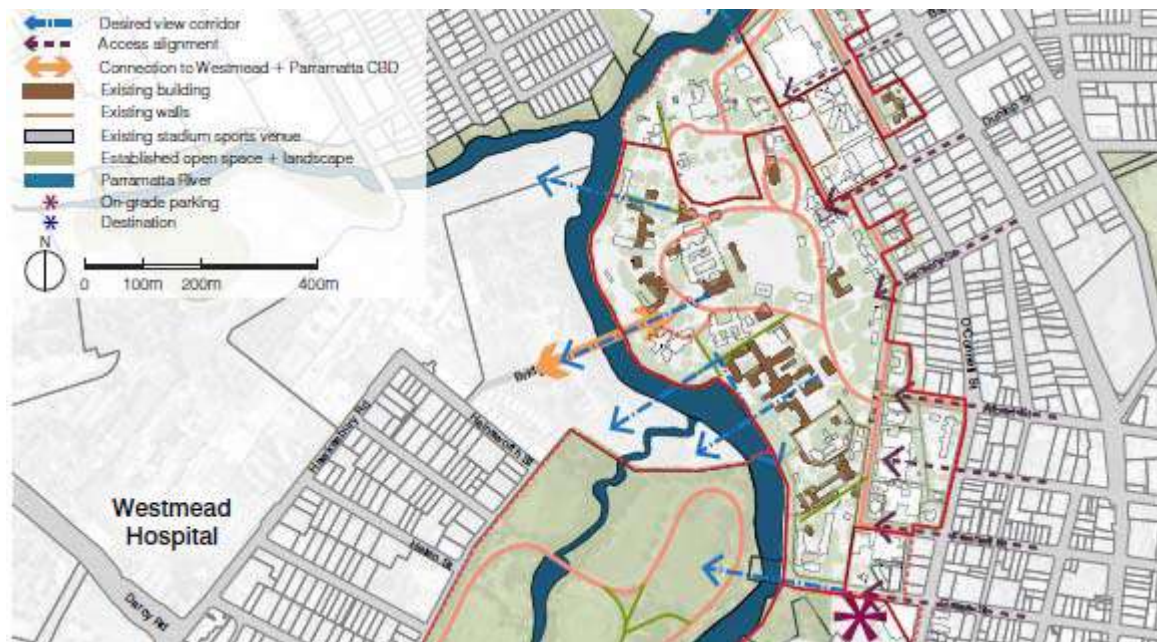 Desired view corridor
Access alignment
Connection to Westmead + Parramatta CBD
Existing building
Existing walls
Existing stadium sports venue
Established open space + landscape
Parramatta River
On-grade parking
Destination
N
0 100m 200m 400m
Dunlop St
O'Connell St
Hawkesbury Rd
Westmead
Hospital
Darcy Rd